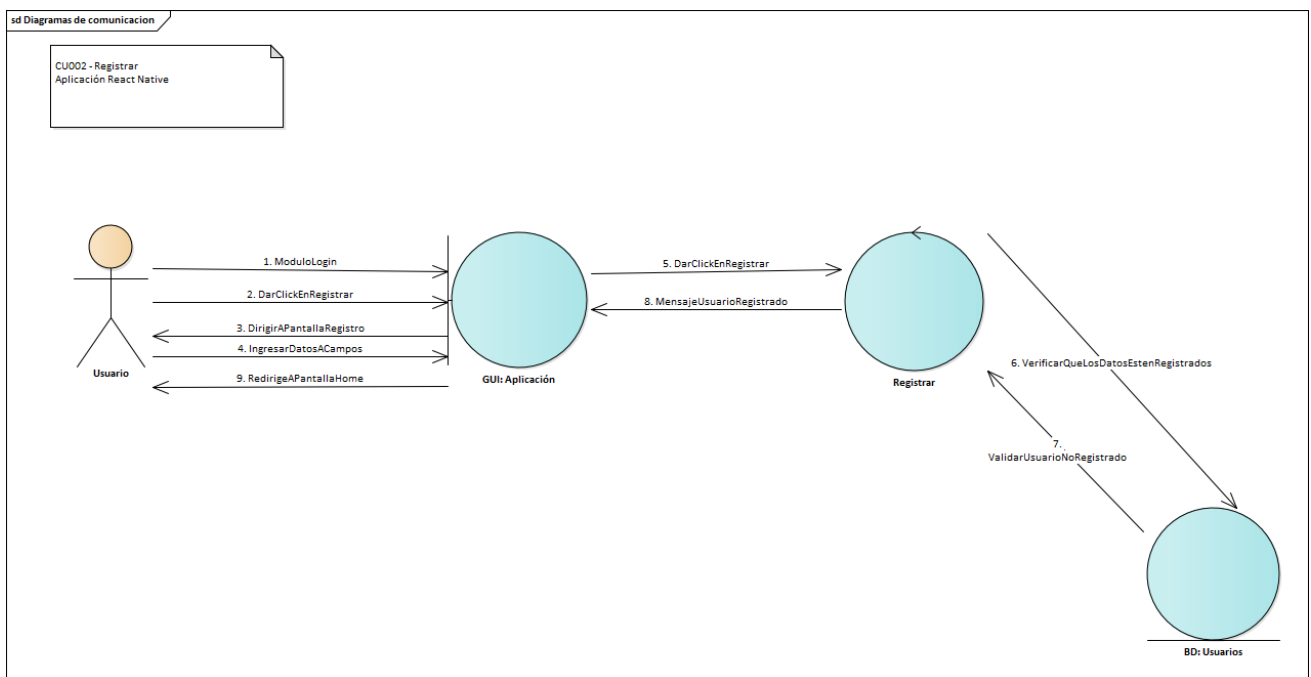 sd Diagramas de comunicacion
CU002 - Registrar
Aplicación React Native
1. ModuloLogin
2. DarClickEnRegistrar
3. DirigirAPantallaRegistro
4. IngresarDatosACampos
9. RedirigeAPantallaHome
Usuario
GUI: Aplicación
5. DarClickEnRegistrar
8. MensajeUsuarioRegistrado
Registrar
6. VerificarQueLosDatosEstenRegistrados
7.
ValidarUsuarioNoRegistrado
BD: Usuarios